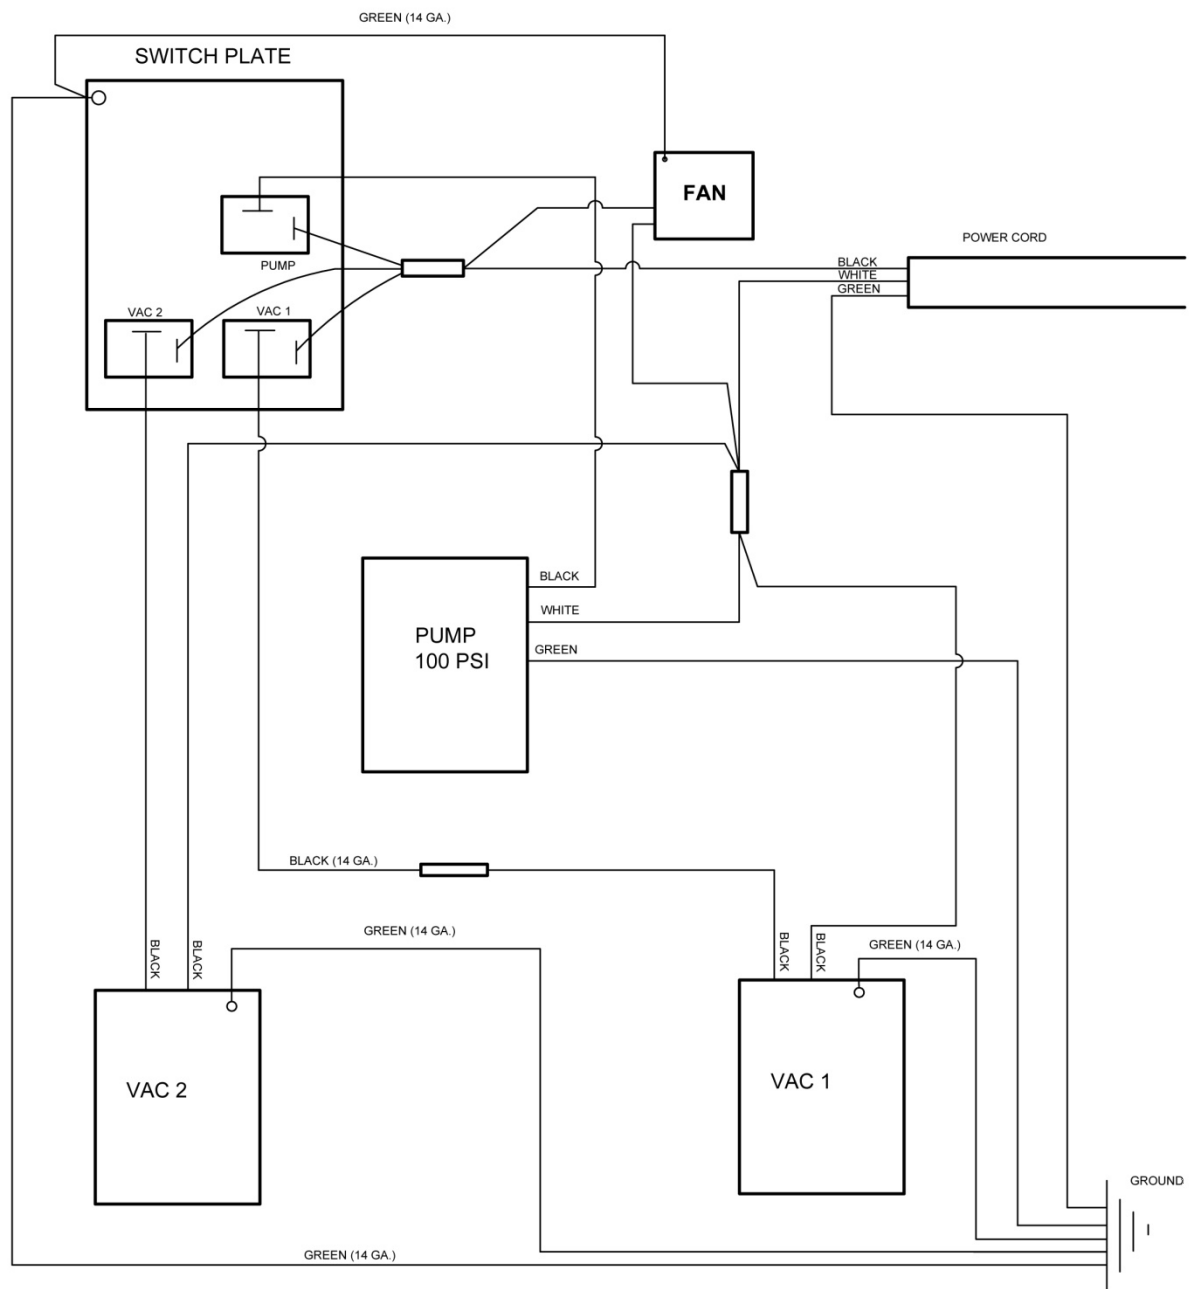 GREEN (14 GA.)
SWITCH PLATE
FAN
POWER CORD
PUMP
BLACK
WHITE
GREEN
VAC 2
VAC 1
BLACK
WHITE
PUMP
100 PSI
GREEN
BLACK (14 GA.)
GREEN (14 GA.)
BLACK
BLACK
BLACK
BLACK
GREEN (14 GA.)
VAC 2
VAC 1
GROUND
GREEN (14 GA.)